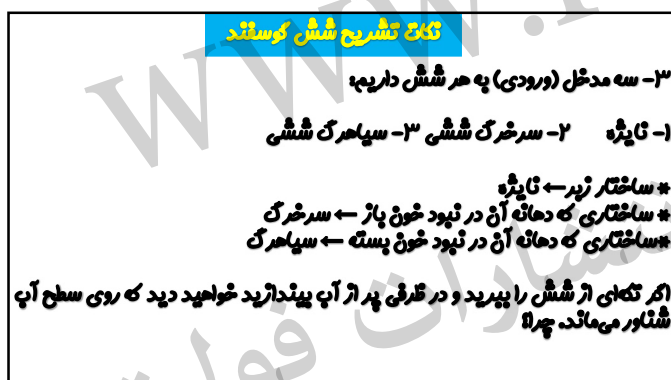 نکات تشریح شش گوسفند
۳- سه مدخل (ورودی) به هر شش داریم:
۱- نایژه ۲- سرخرگ ششی ۳- سیاهرگ ششی
* ساختار زبر← نایژه
* ساختاری که دهانه آن در نبود خون باز ← سرخرگ
*ساختاری که دهانه آن در نبود خون بسته ← سیاهرگ
اگر تکه‌ای از شش را ببرید و در ظرفی پر از آب بیندازید خواهید دید که روی سطح آب
شناور می‌ماند. چرا؟
www.
انتشارات